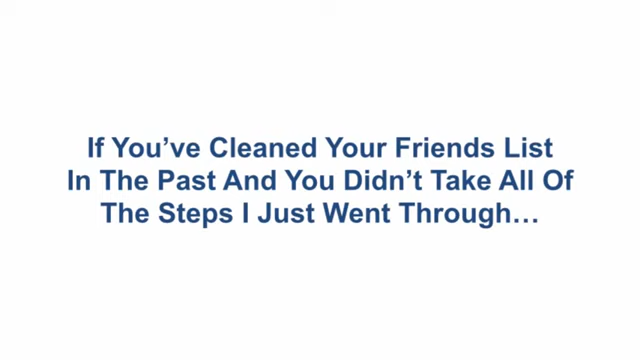 If You’ve Cleaned Your Friends List
In The Past And You Didn’t Take All Of
The Steps I Just Went Through…